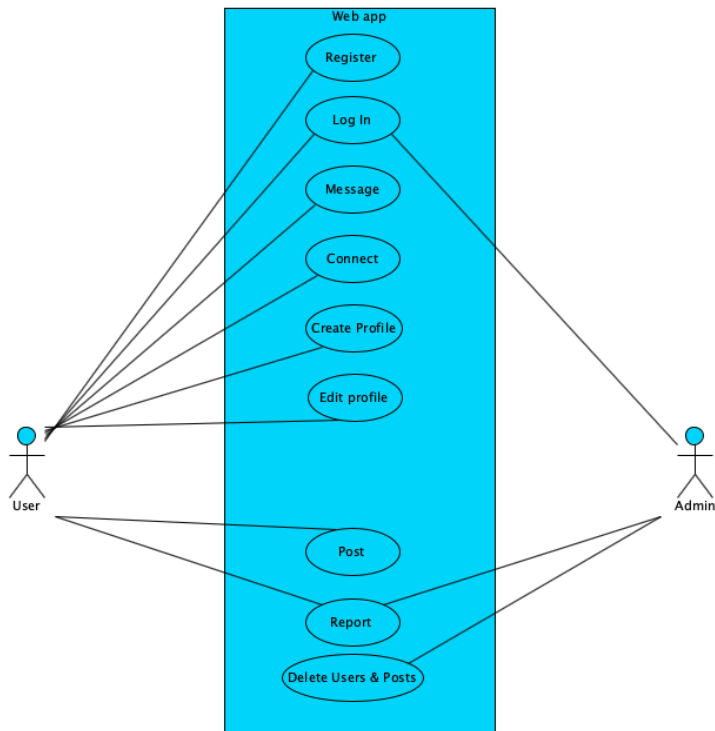 Web app
Register
Log In
Message
Connect
Create Profile
Edit profile
User
Admin
Post
Report
Delete Users & Posts